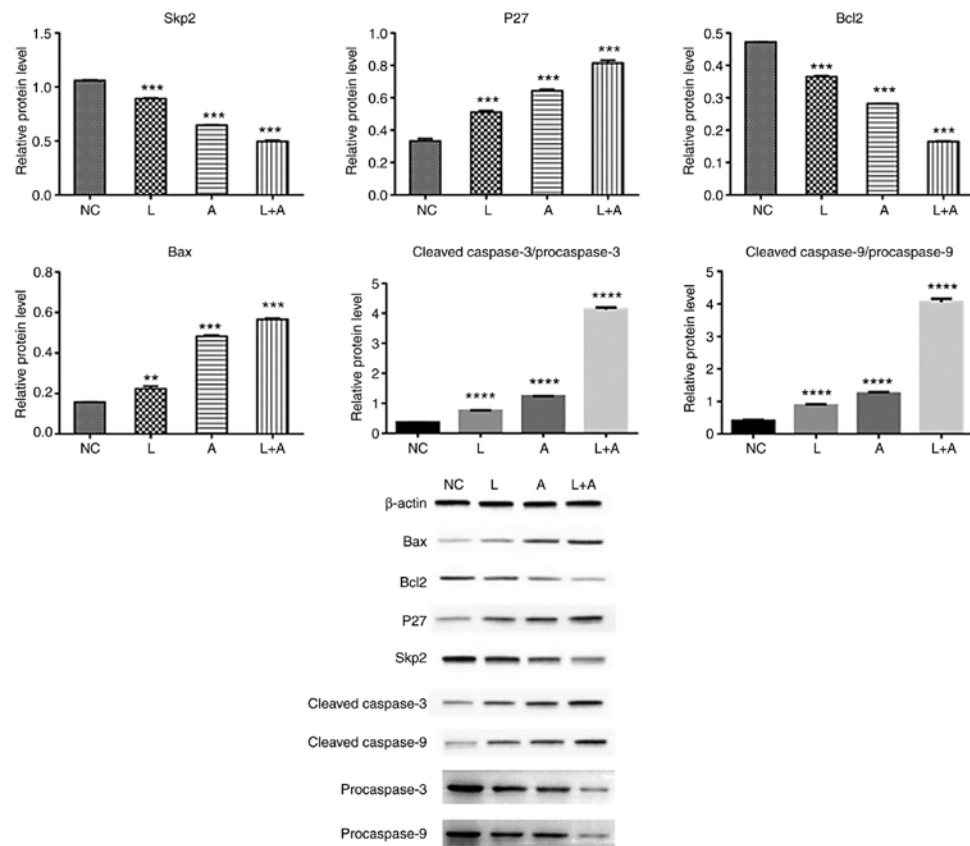 Skp2
Relative protein level
1.5
1.0
0.5
0.0
***
***
***
NC L A L+A
P27
Relative protein level
0.8
0.6
0.4
0.2
0.0
***
***
***
NC L A L+A
Bcl2
Relative protein level
0.5
0.4
0.3
0.1
0.0
***
***
***
NC L A L+A
Bax
Relative protein level
0.8
0.6
0.4
0.2
0.0
**
***
***
NC L A L+A
Cleaved caspase-3/procaspase-3
Relative protein level
5
4
3
2
1
0
****
****
****
NC L A L+A
Cleaved caspase-9/procaspase-9
Relative protein level
5
4
3
2
1
0
****
****
****
NC L A L+A
NC L A L+A
β-actin
Bax
Bcl2
P27
Skp2
Cleaved caspase-3
Cleaved caspase-9
Procaspase-3
Procaspase-9